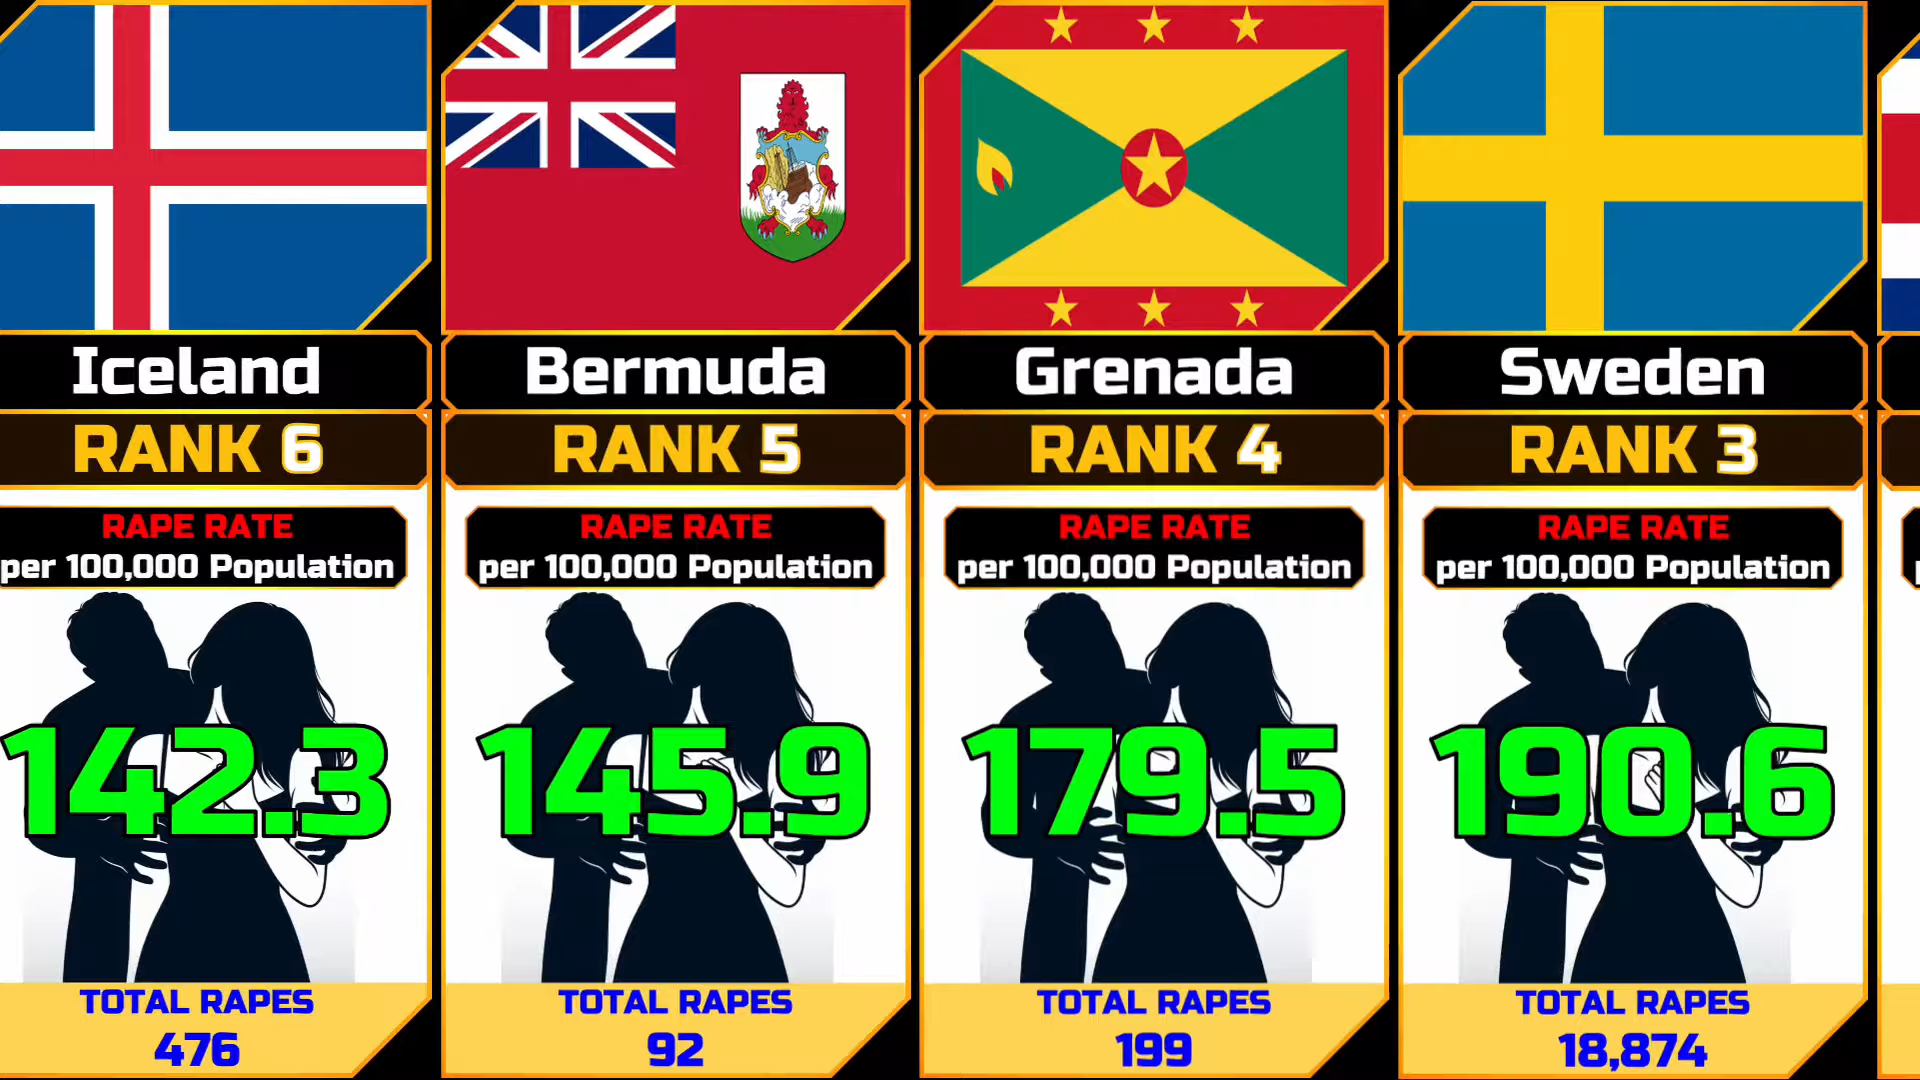 Iceland
RANK 6
RAPE RATE
per 100,000 Population
142.3
TOTAL RAPES
476
Bermuda
RANK 5
RAPE RATE
per 100,000 Population
145.9
TOTAL RAPES
92
Grenada
RANK 4
RAPE RATE
per 100,000 Population
179.5
TOTAL RAPES
199
Sweden
RANK 3
RAPE RATE
per 100,000 Population
190.6
TOTAL RAPES
18,874